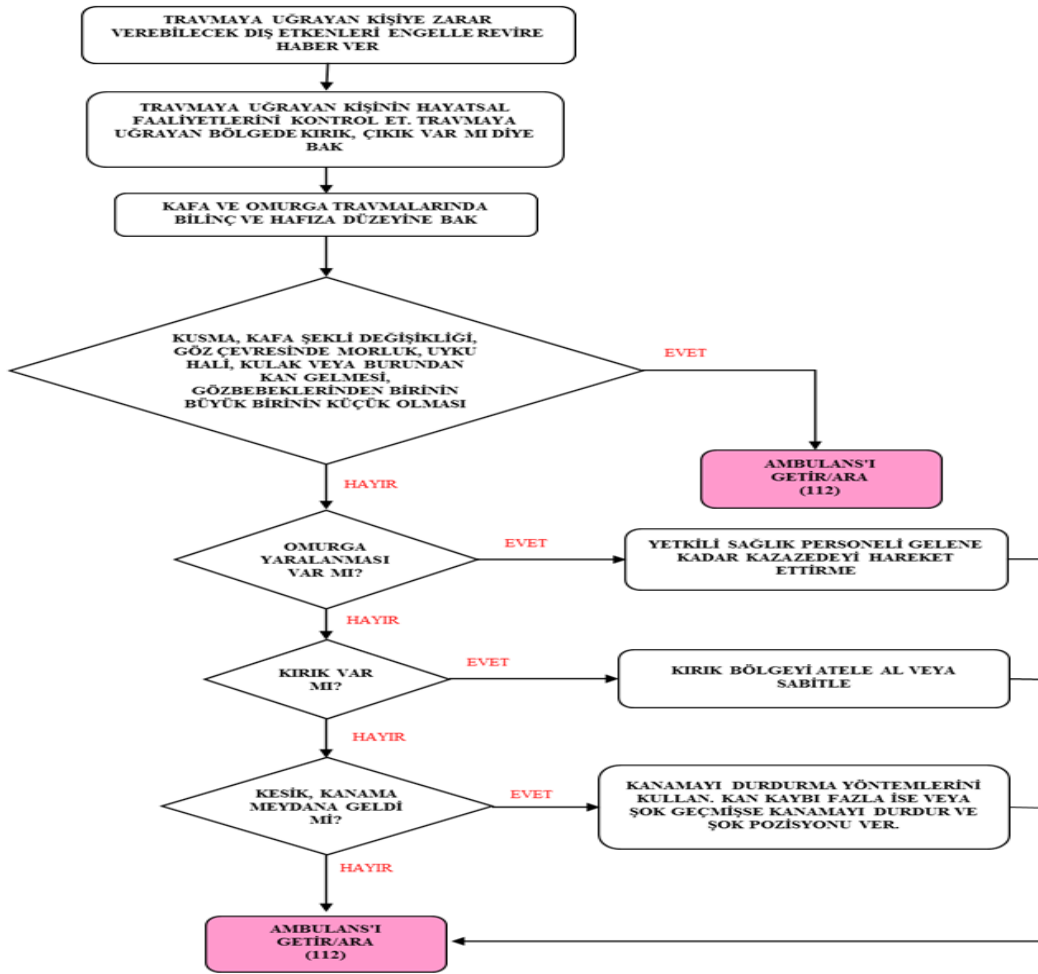 TRAVMAYA UĞRAYAN KİŞİYE ZARAR
VEREBİLECEK DIŞ ETKENLERİ ENGELLE REVİRE
HABER VER
TRAVMAYA UĞRAYAN KİŞİNİN HAYATSAL
FAALİYETLERİNİ KONTROL ET. TRAVMAYA
UĞRAYAN BÖLGEDE KIRIK, ÇIKIK VAR MI DİYE
BAK
KAFA VE OMURGA TRAVMALARINDA
BİLİNÇ VE HAFIZA DÜZEYİNE BAK
KUSMA, KAFA ŞEKLİ DEĞİŞİKLİĞİ,
GÖZ ÇEVRESİNDE MORLUK, UYKU
HALİ, KULAK VEYA BURUNDAN
KAN GELMESİ,
GÖZBEBEKLERİNDEN BİRİNİN
BÜYÜK BİRİNİN KÜÇÜK OLMASI
EVET
AMBULANS'I
GETİR/ARA
(112)
HAYIR
OMURGA
YARALANMASI
VAR MI?
EVET
YETKİLİ SAĞLIK PERSONELİ GELENE
KADAR KAZAZEDEYİ HAREKET
ETTİRME
HAYIR
KIRIK VAR
MI?
EVET
KIRIK BÖLGEYİ ATELE AL VEYA
SABİTLE
HAYIR
KESİK, KANAMA
MEYDANA GELDİ
Mİ?
EVET
KANAMAYI DURDURMA YÖNTEMLERİNİ
KULLAN. KAN KAYBI FAZLA İSE VEYA
ŞOK GEÇMİŞSE KANAMAYI DURDUR VE
ŞOK POZİSYONU VER.
HAYIR
AMBULANS'I
GETİR/ARA
(112)